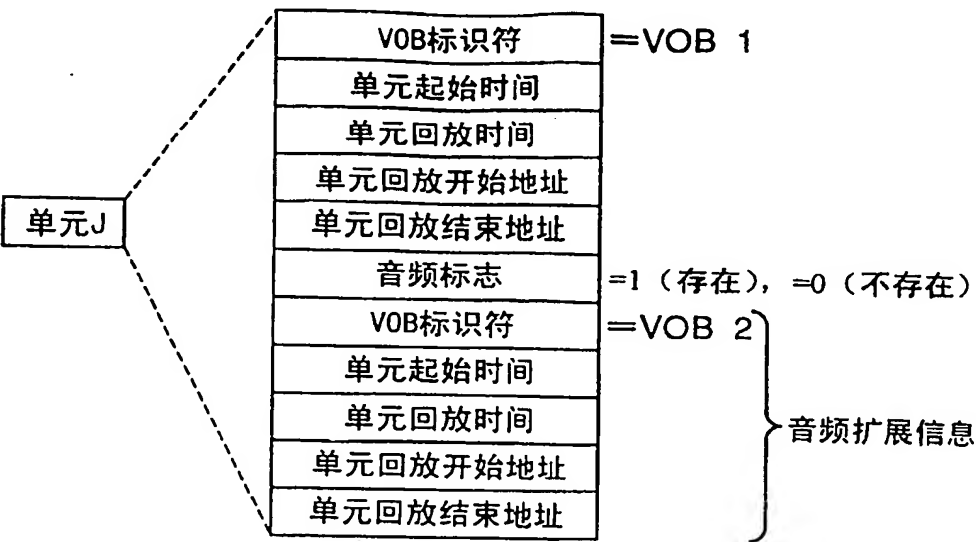 VOB标识符 =VOB 1
单元起始时间
单元回放时间
单元回放开始地址
单元J
单元回放结束地址
音频标志 =1（存在），=0（不存在）
VOB标识符 =VOB 2
单元起始时间
单元回放时间
音频扩展信息
单元回放开始地址
单元回放结束地址